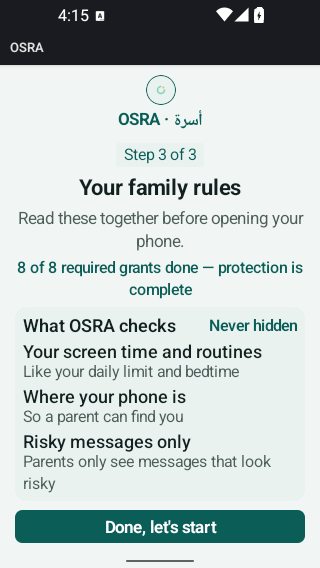 4:15
OSRA
OSRA · أسرة
Step 3 of 3
Your family rules
Read these together before opening your
phone.
8 of 8 required grants done — protection is
complete
What OSRA checks Never hidden
Your screen time and routines
Like your daily limit and bedtime
Where your phone is
So a parent can find you
Risky messages only
Parents only see messages that look
risky
Done, let's start